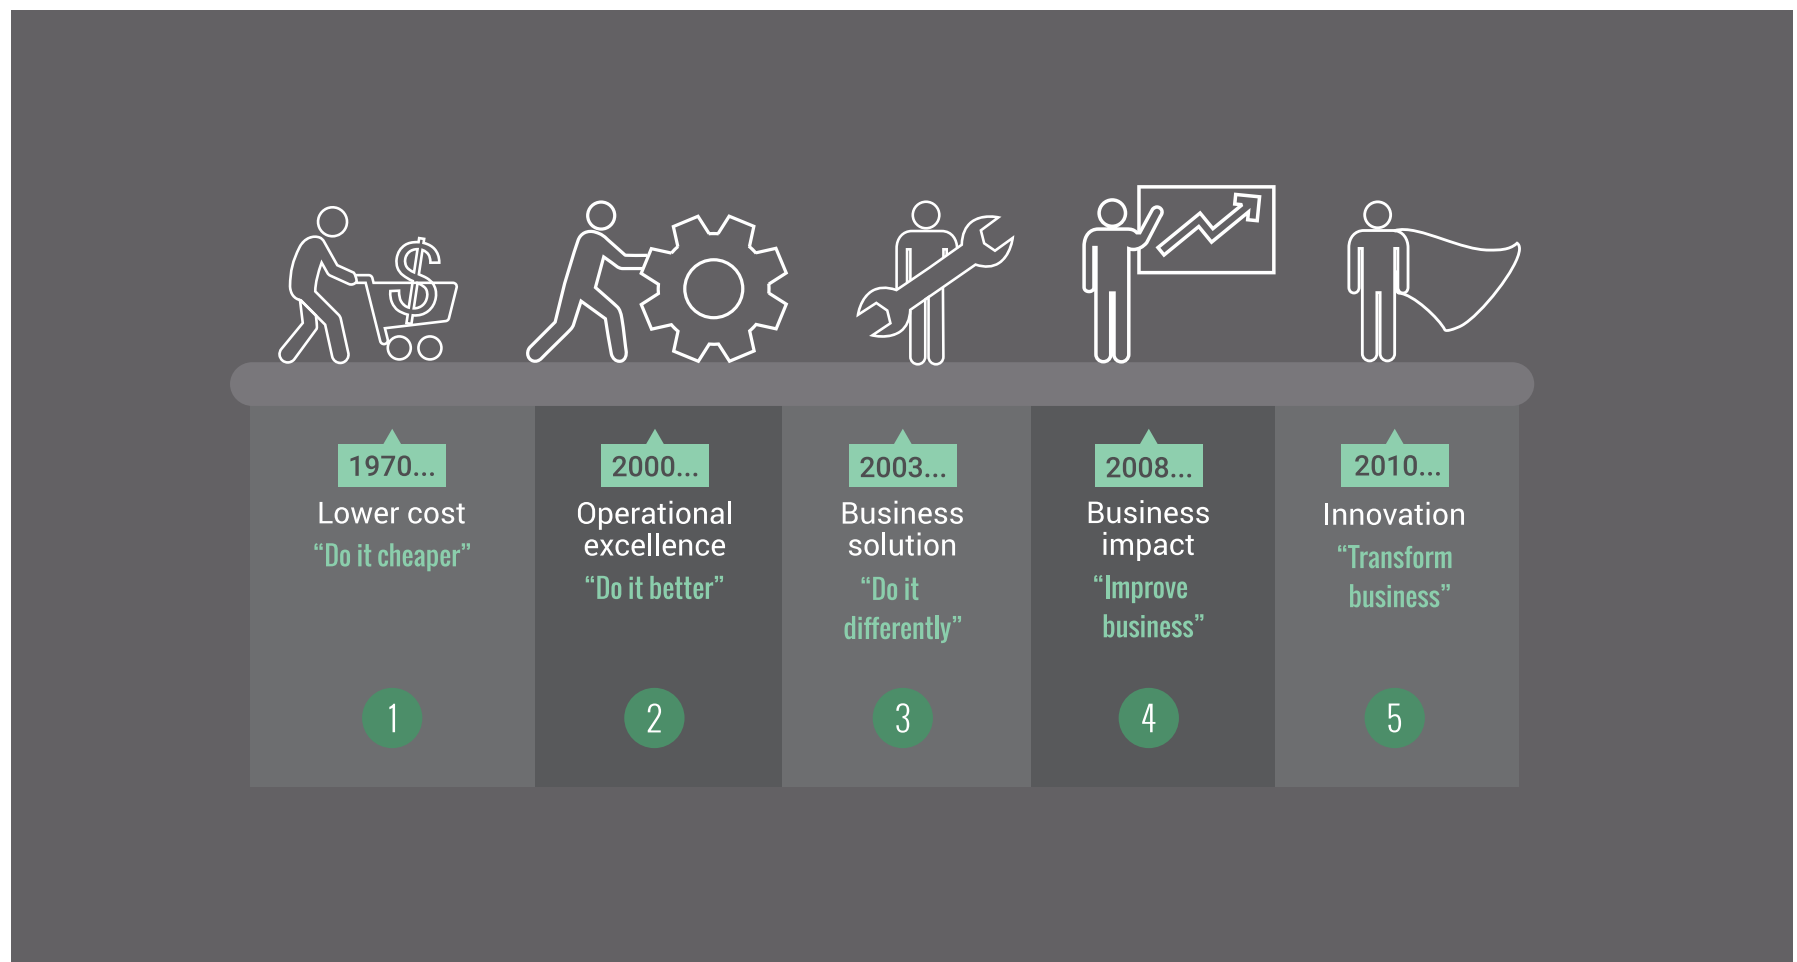 $
1970...
Lower cost
“Do it cheaper”
1
2000...
Operational
excellence
“Do it better”
2
2003...
Business
solution
“Do it
differently”
3
2008...
Business
impact
“Improve
business”
4
2010...
Innovation
“Transform
business”
5